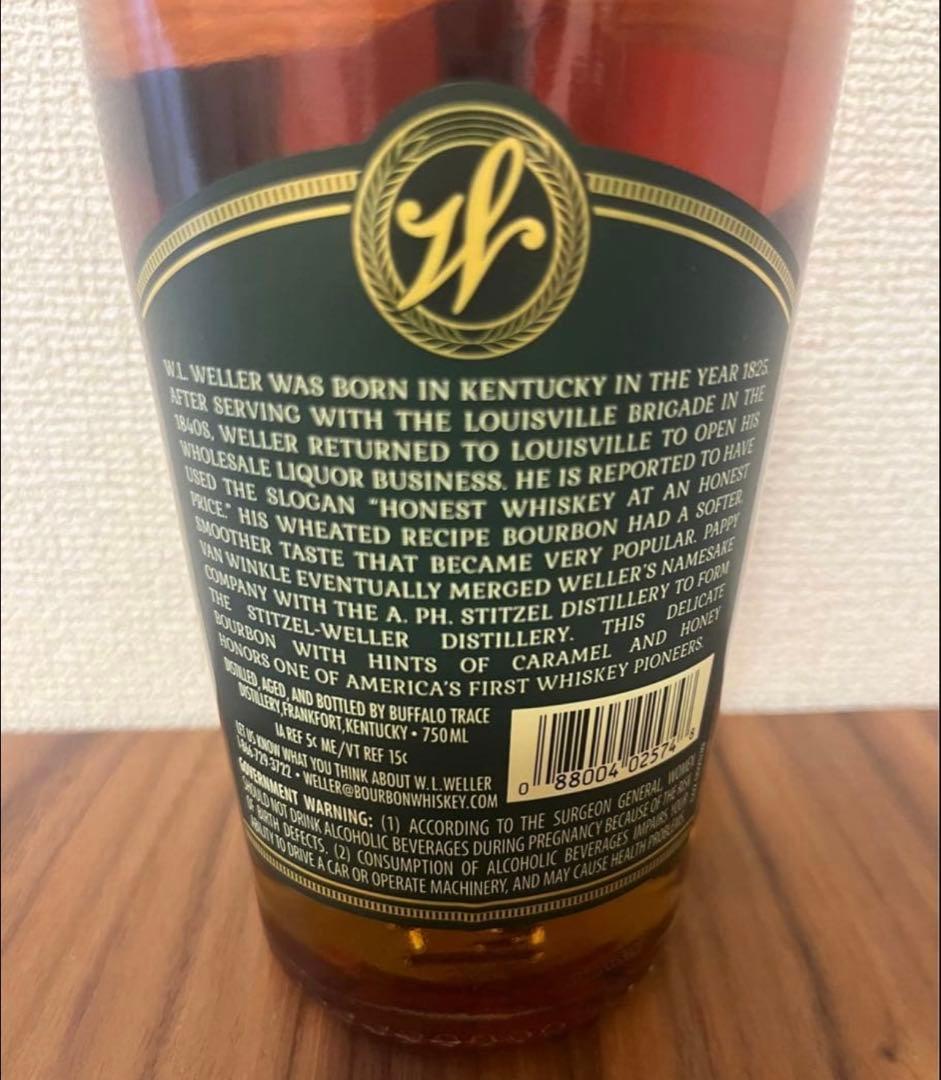 W
W.L. WELLER WAS BORN IN KENTUCKY IN THE YEAR 1825.
AFTER SERVING WITH THE LOUISVILLE BRIGADE IN THE
1840S, WELLER RETURNED TO LOUISVILLE TO OPEN HIS
WHOLESALE LIQUOR BUSINESS. HE IS REPORTED TO HAVE
USED THE SLOGAN "HONEST WHISKEY AT AN HONEST
PRICE." HIS WHEATED RECIPE BOURBON HAD A SOFTER,
SMOOTHER TASTE THAT BECAME VERY POPULAR. PAPPY
VAN WINKLE EVENTUALLY MERGED WELLER'S NAMESAKE
COMPANY WITH THE A. PH. STITZEL DISTILLERY TO FORM
THE STITZEL-WELLER DISTILLERY. THIS DELICATE
BOURBON WITH HINTS OF CARAMEL AND HONEY
HONORS ONE OF AMERICA'S FIRST WHISKEY PIONEERS.
DISTILLED, AGED, AND BOTTLED BY BUFFALO TRACE
DISTILLERY, FRANKFORT, KENTUCKY • 750ML
IA REF 5¢ ME/VT REF 15¢
LET US KNOW WHAT YOU THINK ABOUT W.L.WELLER
1-866-729-3722 • WELLER@BOURBONWHISKEY.COM
0 88004 02574 8
GOVERNMENT WARNING: (1) ACCORDING TO THE SURGEON GENERAL, WOMEN
SHOULD NOT DRINK ALCOHOLIC BEVERAGES DURING PREGNANCY BECAUSE OF THE RISK
OF BIRTH DEFECTS. (2) CONSUMPTION OF ALCOHOLIC BEVERAGES IMPAIRS YOUR
ABILITY TO DRIVE A CAR OR OPERATE MACHINERY, AND MAY CAUSE HEALTH PROBLEMS.